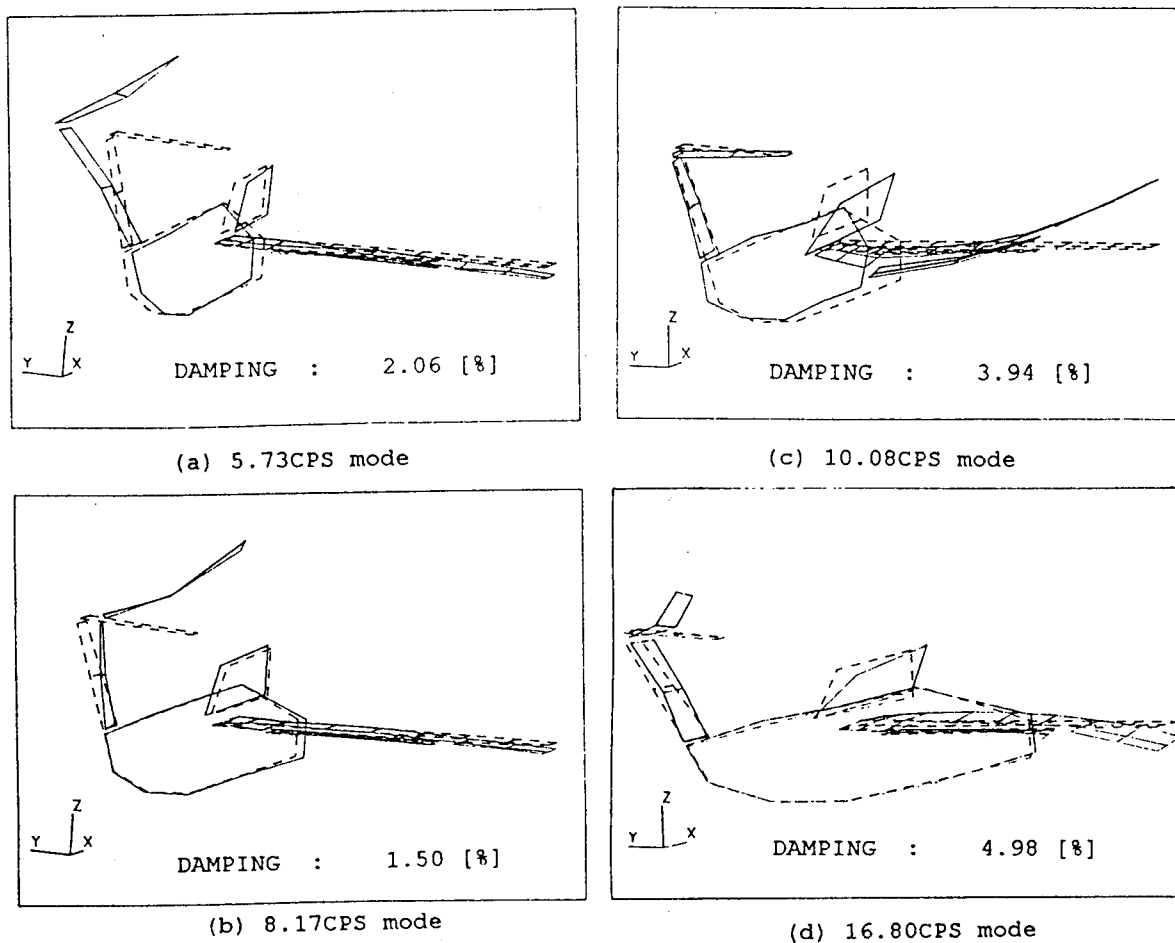 Z
Y X
DAMPING : 2.06 [%]
(a) 5.73CPS mode
Z
Y X
DAMPING : 3.94 [%]
(c) 10.08CPS mode
Z
Y X
DAMPING : 1.50 [%]
(b) 8.17CPS mode
Z
Y X
DAMPING : 4.98 [%]
(d) 16.80CPS mode